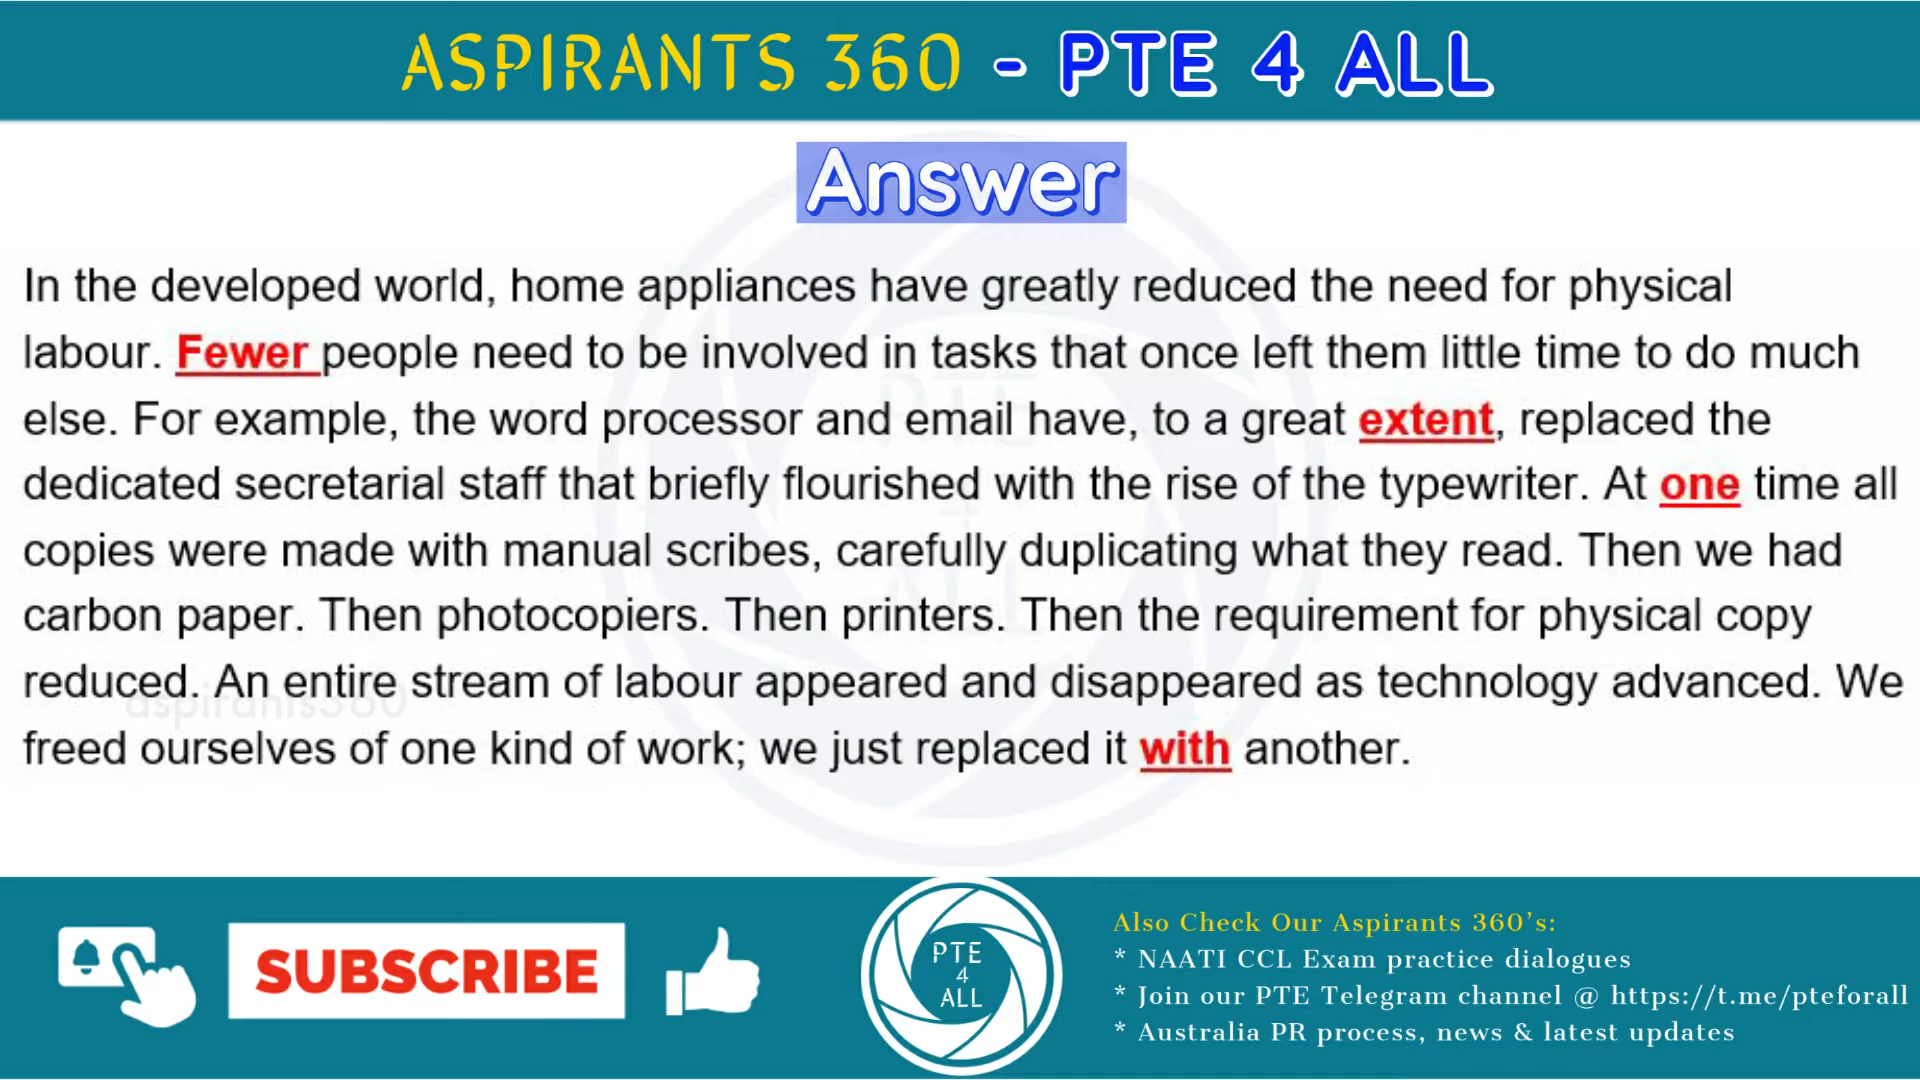 ASPIRANTS 360 - PTE 4 ALL
Answer
In the developed world, home appliances have greatly reduced the need for physical
labour. Fewer people need to be involved in tasks that once left them little time to do much
else. For example, the word processor and email have, to a great extent, replaced the
dedicated secretarial staff that briefly flourished with the rise of the typewriter. At one time all
copies were made with manual scribes, carefully duplicating what they read. Then we had
carbon paper. Then photocopiers. Then printers. Then the requirement for physical copy
reduced. An entire stream of labour appeared and disappeared as technology advanced. We
freed ourselves of one kind of work; we just replaced it with another.
aspirants360
SUBSCRIBE
PTE
4
ALL
Also Check Our Aspirants 360's:
* NAATI CCL Exam practice dialogues
* Join our PTE Telegram channel @ https://t.me/pteforall
* Australia PR process, news & latest updates